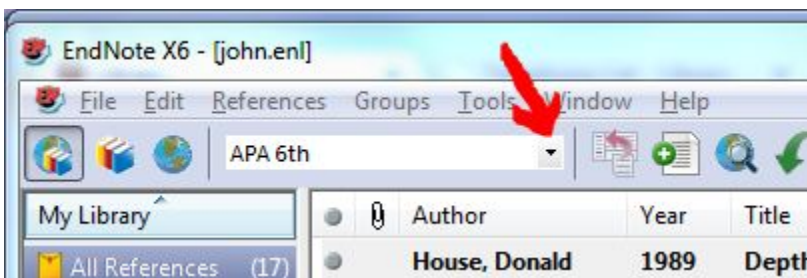 EndNote X6 - [john.enl]
File Edit References Groups Tools Window Help
APA 6th
My Library Author Year Title
All References (17) House, Donald 1989 Depth